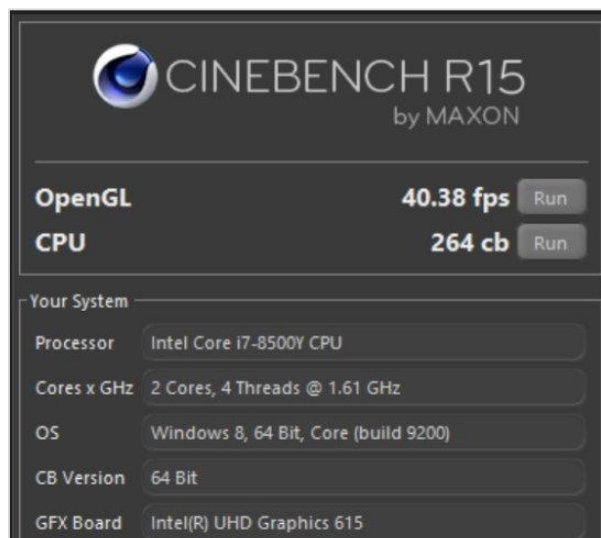 CINEBENCH R15
by MAXON
OpenGL 40.38 fps Run
CPU 264 cb Run
Your System
Processor Intel Core i7-8500Y CPU
Cores x GHz 2 Cores, 4 Threads @ 1.61 GHz
OS Windows 8, 64 Bit, Core (build 9200)
CB Version 64 Bit
GFX Board Intel(R) UHD Graphics 615